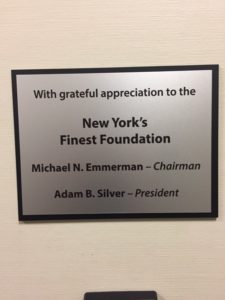 With grateful appreciation to the
New York's
Finest Foundation
Michael N. Emmerman – Chairman
Adam B. Silver – President